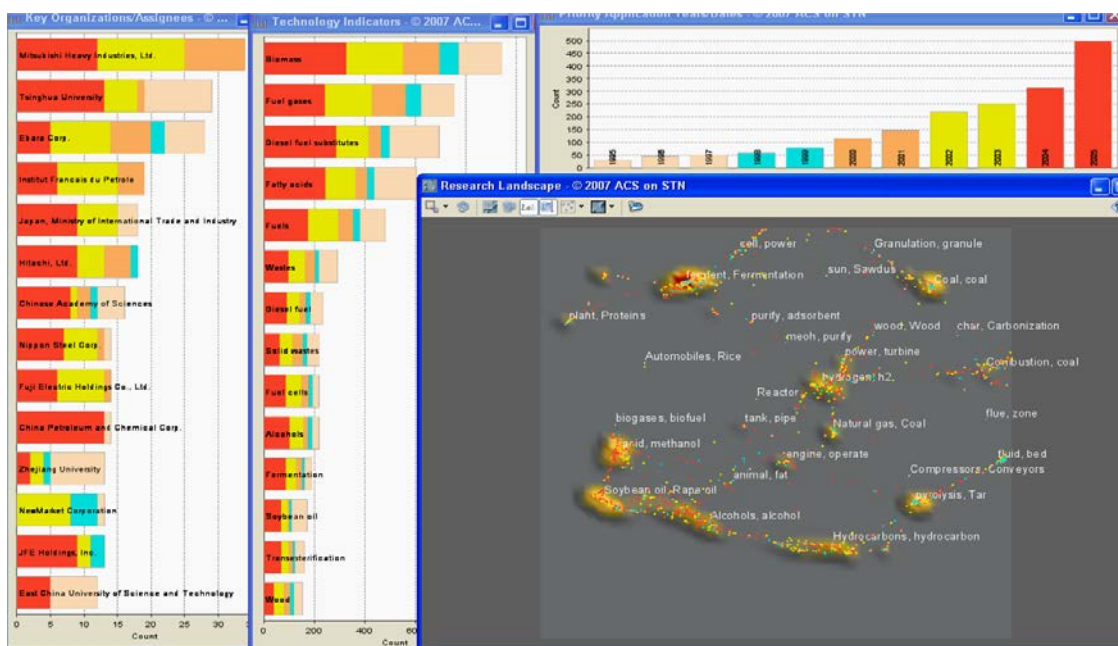 Key Organizations/Assignees - © ...
Mitsubishi Heavy Industries, Ltd.
Tsinghua University
Ebara Corp.
Institut Francais du Petrole
Japan, Ministry of International Trade and Industry
Hitachi, Ltd.
Chinese Academy of Sciences
Nippon Steel Corp.
Fuji Electric Holdings Co., Ltd.
China Petroleum and Chemical Corp.
Zhejiang University
NewMarket Corporation
JFE Holdings, Inc.
East China University of Science and Technology
0 5 10 15 20 25 30
Count
Technology Indicators - © 2007 AC...
Biomass
Fuel gases
Diesel fuel substitutes
Fatty acids
Fuels
Wastes
Diesel fuel
Solid wastes
Fuel cells
Alcohols
Fermentation
Soybean oil
Transesterification
Wood
0 200 400
Count
Priority Application Years/Dates - © 2007 ACS on STN
500
450
400
350
300
250
200
150
100
50
0
Count
1995 1996 1997 1998 1999 2000 2001 2002 2003 2004 2005
Research Landscape - © 2007 ACS on STN
cell, power
Granulation, granule
ferment, Fermentation
sun, Sawdus
Coal, coal
plant, Proteins
purify, adsorbent
wood, Wood
char, Carbonization
meoh, purify
Automobiles, Rice
power, turbine
Combustion, coal
hydrogen, h2,
Reactor
biogases, biofuel
tank, pipe
Natural gas, Coal
flue, zone
acid, methanol
engine, operate
fluid, bed
animal, fat
Compressors, Conveyors
Soybean oil, Rape oil
pyrolysis, Tar
Alcohols, alcohol
Hydrocarbons, hydrocarbon